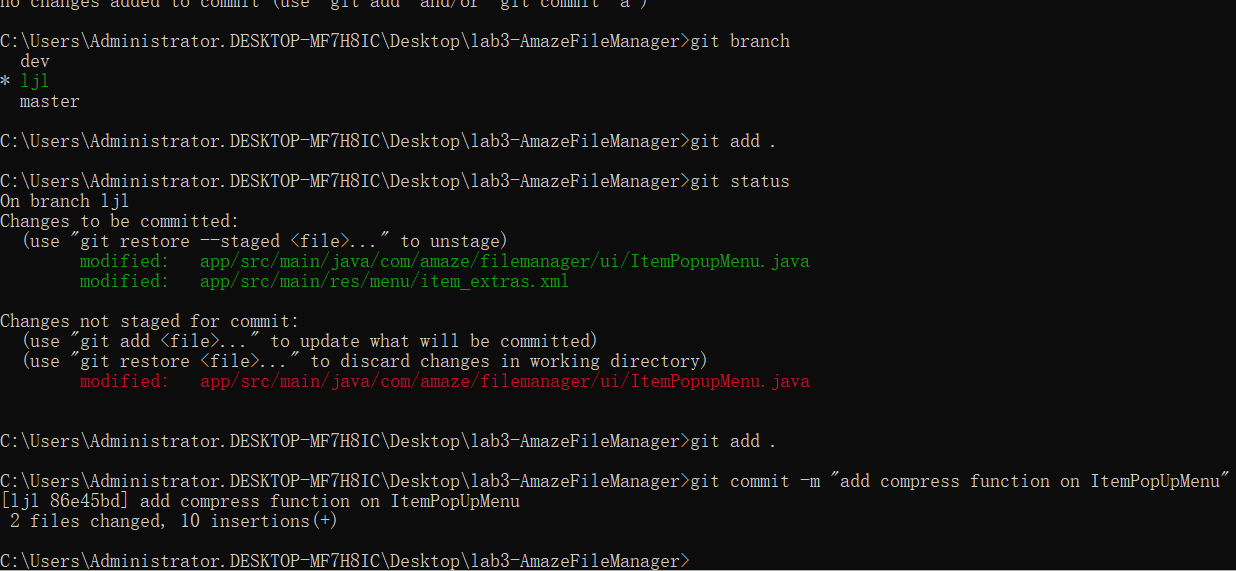 no changes added to commit (use "git add" and/or "git commit -a")
C:\Users\Administrator.DESKTOP-MF7H8IC\Desktop\lab3-AmazeFileManager>git branch
  dev
* ljl
  master
C:\Users\Administrator.DESKTOP-MF7H8IC\Desktop\lab3-AmazeFileManager>git add .
C:\Users\Administrator.DESKTOP-MF7H8IC\Desktop\lab3-AmazeFileManager>git status
On branch ljl
Changes to be committed:
  (use "git restore --staged <file>..." to unstage)
        modified:   app/src/main/java/com/amaze/filemanager/ui/ItemPopupMenu.java
        modified:   app/src/main/res/menu/item_extras.xml
Changes not staged for commit:
  (use "git add <file>..." to update what will be committed)
  (use "git restore <file>..." to discard changes in working directory)
        modified:   app/src/main/java/com/amaze/filemanager/ui/ItemPopupMenu.java
C:\Users\Administrator.DESKTOP-MF7H8IC\Desktop\lab3-AmazeFileManager>git add .
C:\Users\Administrator.DESKTOP-MF7H8IC\Desktop\lab3-AmazeFileManager>git commit -m "add compress function on ItemPopUpMenu"
[ljl 86e45bd] add compress function on ItemPopUpMenu
 2 files changed, 10 insertions(+)
C:\Users\Administrator.DESKTOP-MF7H8IC\Desktop\lab3-AmazeFileManager>